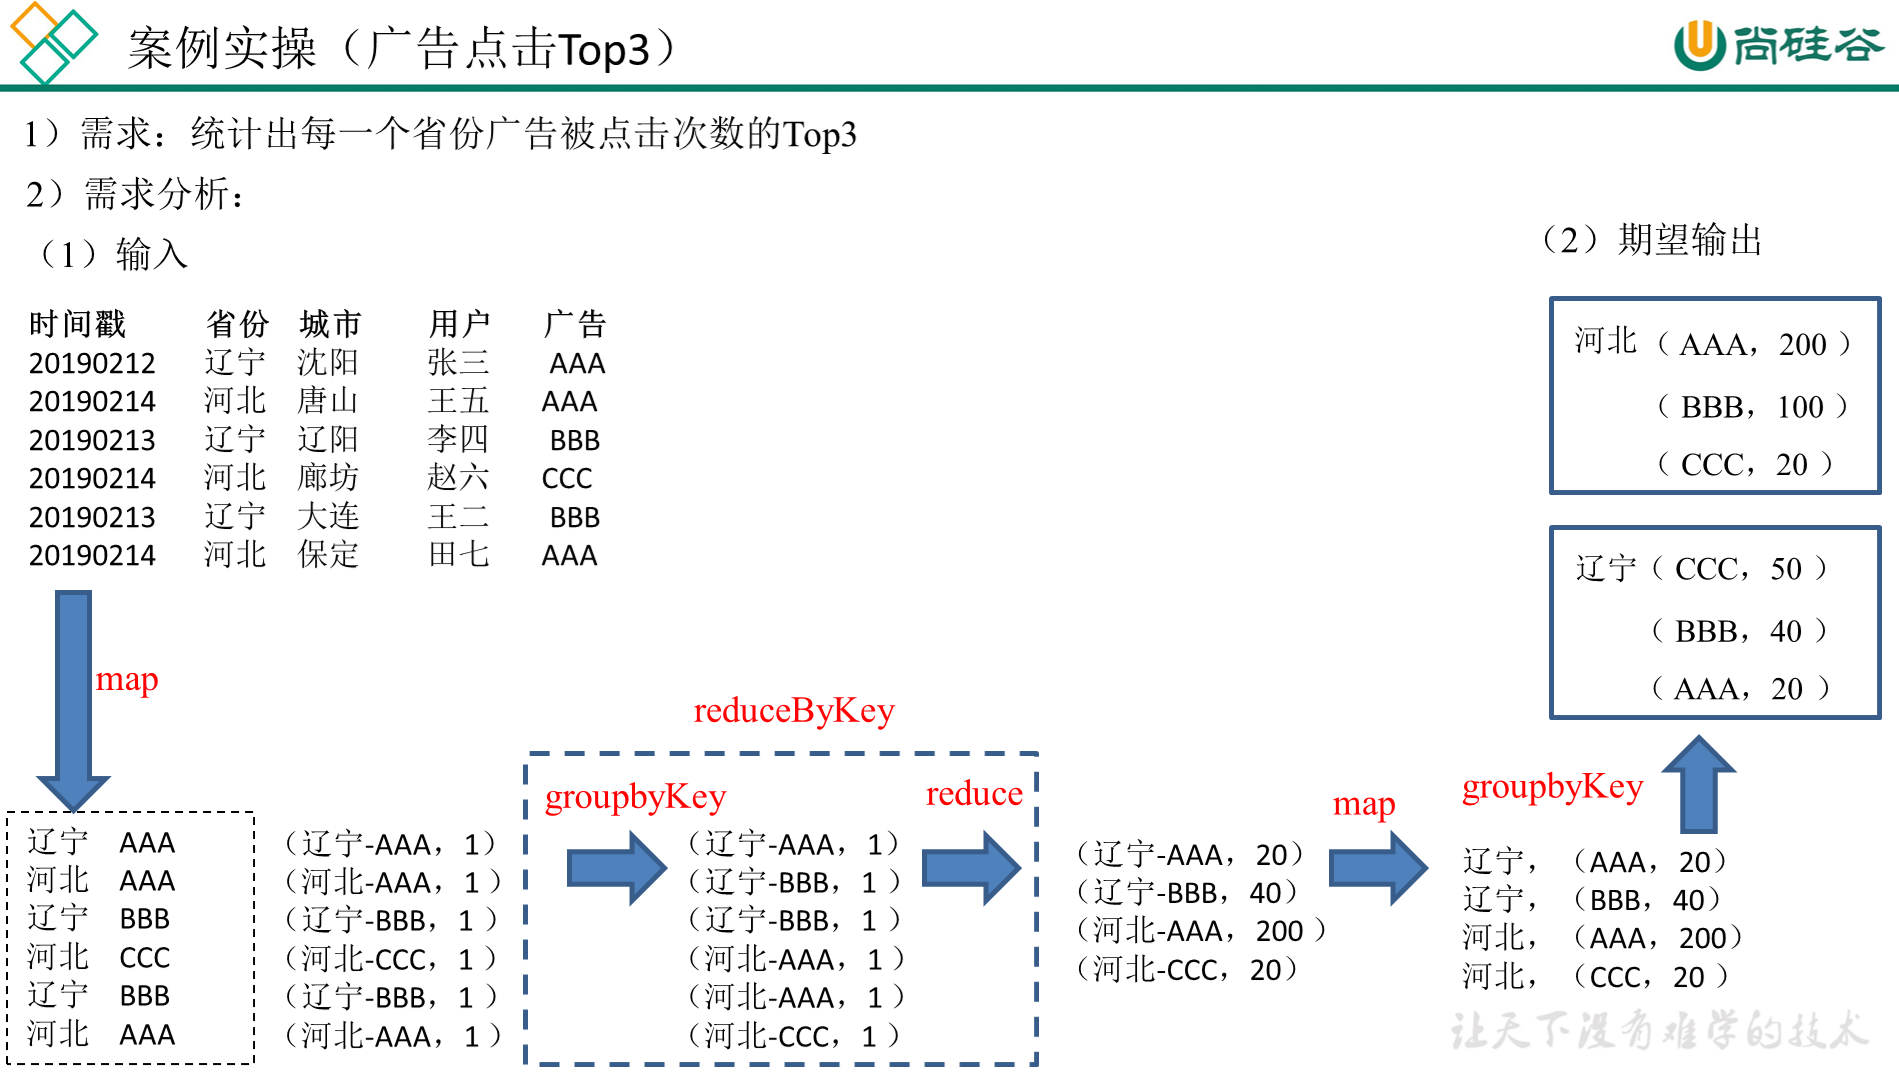 案例实操（广告点击Top3）
尚硅谷
1）需求：统计出每一个省份广告被点击次数的Top3
2）需求分析：
（1）输入
（2）期望输出
时间戳 省份 城市 用户 广告
20190212 辽宁 沈阳 张三 AAA
20190214 河北 唐山 王五 AAA
20190213 辽宁 辽阳 李四 BBB
20190214 河北 廊坊 赵六 CCC
20190213 辽宁 大连 王二 BBB
20190214 河北 保定 田七 AAA
河北（AAA，200）
（BBB，100）
（CCC，20）
辽宁（CCC，50）
（BBB，40）
（AAA，20）
map
辽宁 AAA
河北 AAA
辽宁 BBB
河北 CCC
辽宁 BBB
河北 AAA
（辽宁-AAA，1）
（河北-AAA，1）
（辽宁-BBB，1）
（河北-CCC，1）
（辽宁-BBB，1）
（河北-AAA，1）
reduceByKey
groupbyKey
（辽宁-AAA，1）
（辽宁-BBB，1）
（辽宁-BBB，1）
（河北-AAA，1）
（河北-AAA，1）
（河北-CCC，1）
reduce
（辽宁-AAA，20）
（辽宁-BBB，40）
（河北-AAA，200）
（河北-CCC，20）
map
groupbyKey
辽宁，（AAA，20）
辽宁，（BBB，40）
河北，（AAA，200）
河北，（CCC，20）
让天下没有难学的技术